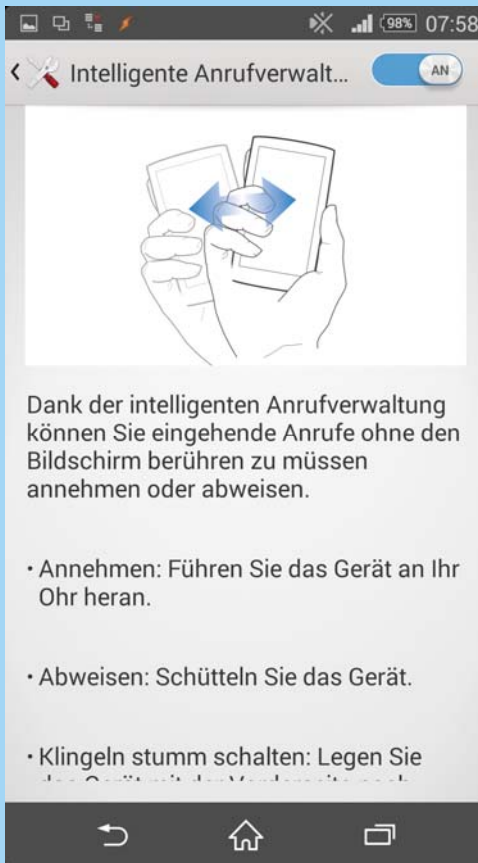 98% 07:58
Intelligente Anrufverwalt... AN
Dank der intelligenten Anrufverwaltung
können Sie eingehende Anrufe ohne den
Bildschirm berühren zu müssen
annehmen oder abweisen.
• Annehmen: Führen Sie das Gerät an Ihr
Ohr heran.
• Abweisen: Schütteln Sie das Gerät.
• Klingeln stumm schalten: Legen Sie